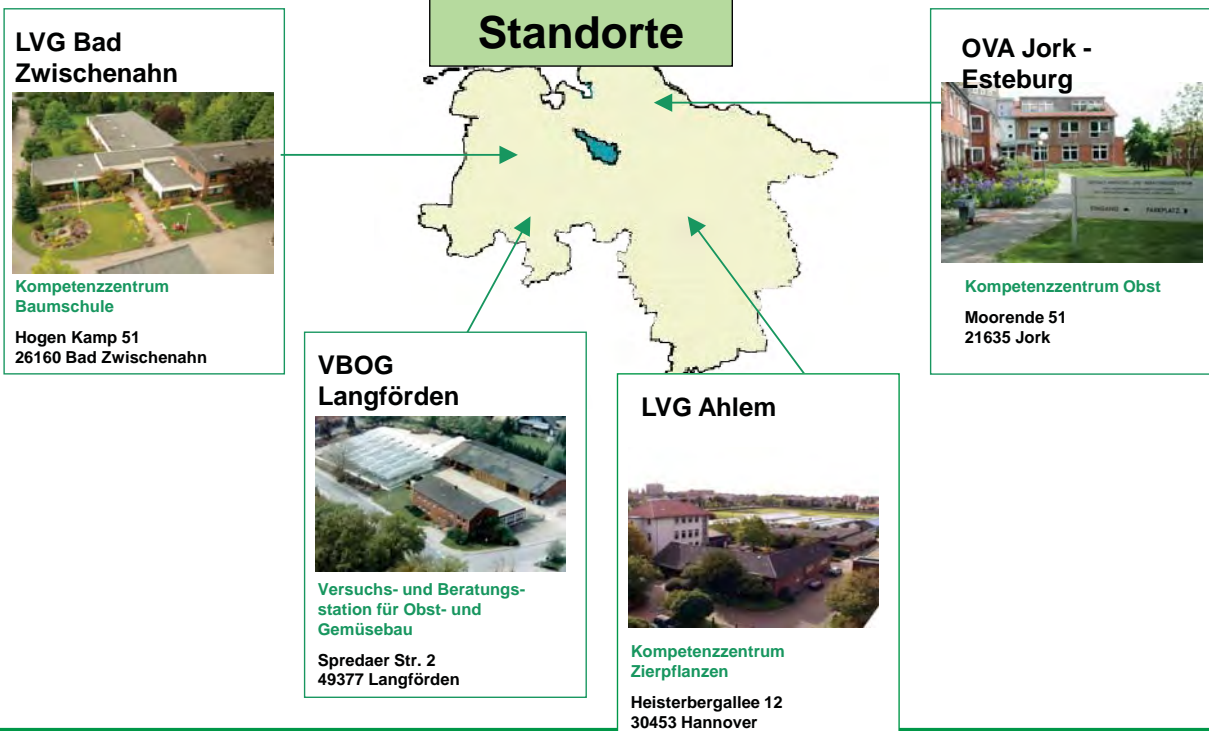 Standorte
LVG Bad
Zwischenahn
Kompetenzzentrum
Baumschule
Hogen Kamp 51
26160 Bad Zwischenahn
VBOG
Langförden
Versuchs- und Beratungs-
station für Obst- und
Gemüsebau
Spredaer Str. 2
49377 Langförden
LVG Ahlem
Kompetenzzentrum
Zierpflanzen
Heisterbergallee 12
30453 Hannover
OVA Jork -
Esteburg
EINGANG
PARKPLATZ
Kompetenzzentrum Obst
Moorende 51
21635 Jork